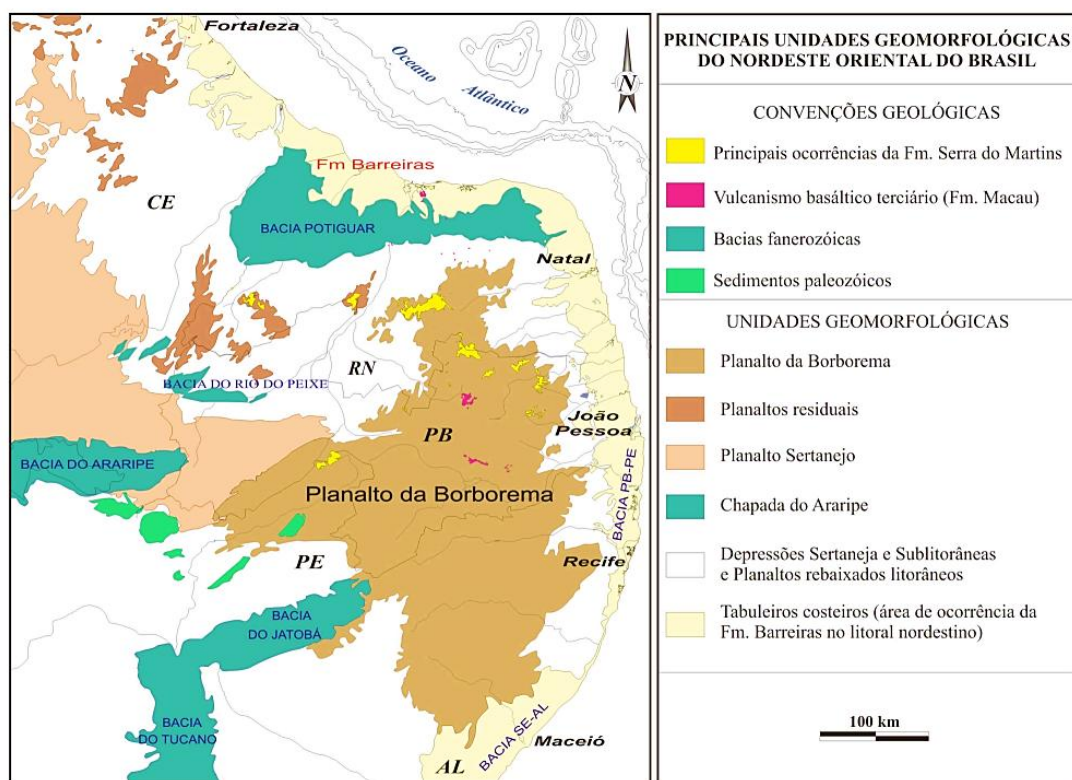 Fortaleza
Oceano
Atlântico
N
Fm Barreiras
CE
BACIA POTIGUAR
Natal
RN
BACIA DO RIO DO PEIXE
João
Pessoa
PB
BACIA DO ARARIPE
Planalto da Borborema
BACIA PB-PE
PE
Recife
BACIA
DO JATOBÁ
BACIA
DO TUCANO
BACIA SE-AL
Maceió
AL
PRINCIPAIS UNIDADES GEOMORFOLÓGICAS
DO NORDESTE ORIENTAL DO BRASIL
CONVENÇÕES GEOLÓGICAS
Principais ocorrências da Fm. Serra do Martins
Vulcanismo basáltico terciário (Fm. Macau)
Bacias fanerozóicas
Sedimentos paleozóicos
UNIDADES GEOMORFOLÓGICAS
Planalto da Borborema
Planaltos residuais
Planalto Sertanejo
Chapada do Araripe
Depressões Sertaneja e Sublitorâneas
e Planaltos rebaixados litorâneos
Tabuleiros costeiros (área de ocorrência da
Fm. Barreiras no litoral nordestino)
100 km